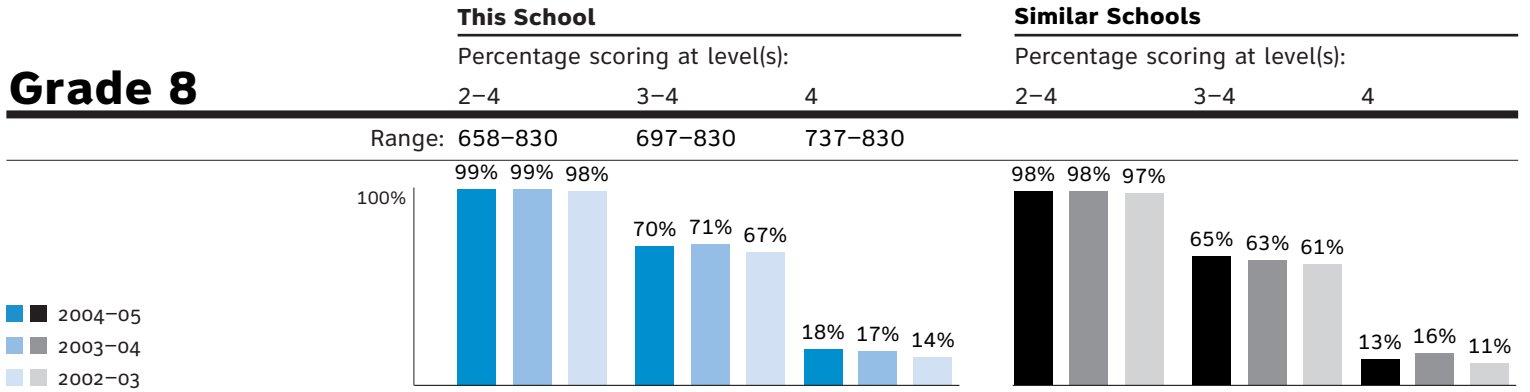 This School Similar Schools
Percentage scoring at level(s): Percentage scoring at level(s):
Grade 8 2–4 3–4 4 2–4 3–4 4
Range: 658–830 697–830 737–830
99% 99% 98% 98% 98% 97%
100%
70% 71% 67% 65% 63% 61%
18% 17% 14% 13% 16% 11%
2004–05
2003–04
2002–03